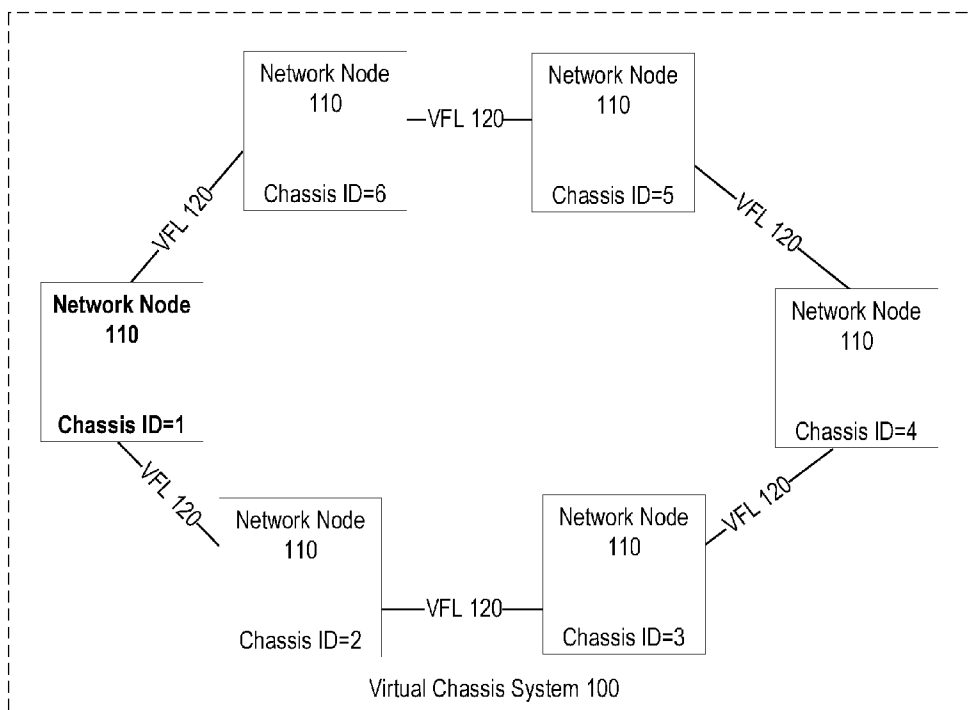 Network Node
110
Chassis ID=6
VFL 120
Network Node
110
Chassis ID=5
VFL 120
VFL 120
Network Node
110
Chassis ID=1
Network Node
110
Chassis ID=4
VFL 120
Network Node
110
Chassis ID=2
VFL 120
Network Node
110
Chassis ID=3
VFL 120
Virtual Chassis System 100